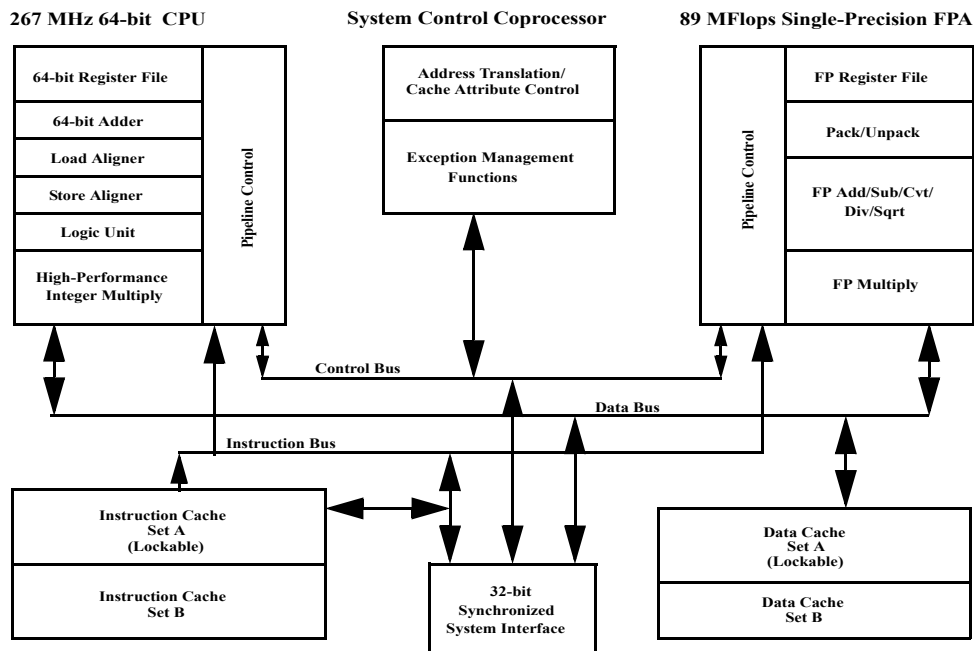 267 MHz 64-bit CPU
System Control Coprocessor
89 MFlops Single-Precision FPA
64-bit Register File
64-bit Adder
Load Aligner
Store Aligner
Logic Unit
High-Performance
Integer Multiply
Pipeline Control
Address Translation/
Cache Attribute Control
Exception Management
Functions
Pipeline Control
FP Register File
Pack/Unpack
FP Add/Sub/Cvt/
Div/Sqrt
FP Multiply
Control Bus
Data Bus
Instruction Bus
Instruction Cache
Set A
(Lockable)
Instruction Cache
Set B
32-bit
Synchronized
System Interface
Data Cache
Set A
(Lockable)
Data Cache
Set B